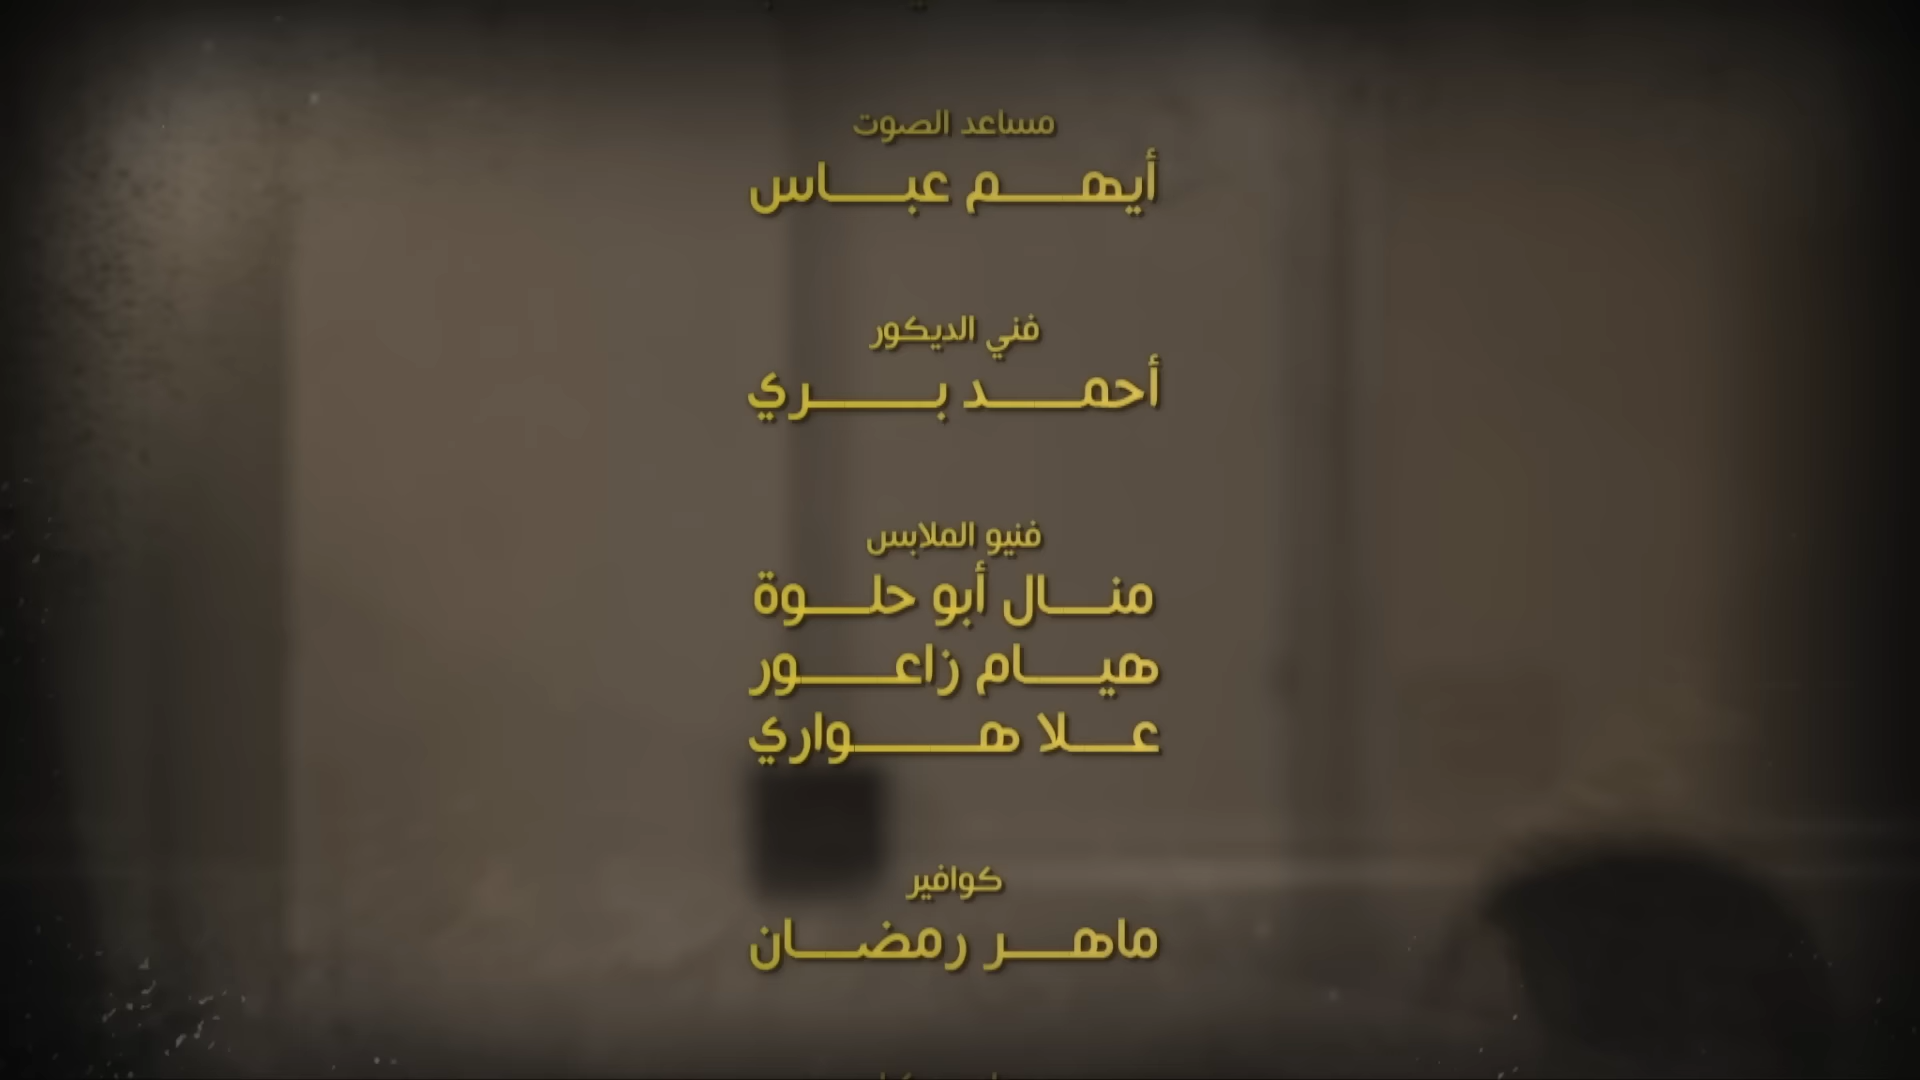 مساعد الصوت
أيهم عباس
فني الديكور
أحمد بري
فنيو الملابس
منال أبو حلوة
هيام زاعور
علا هواري
كوافير
ماهر رمضان